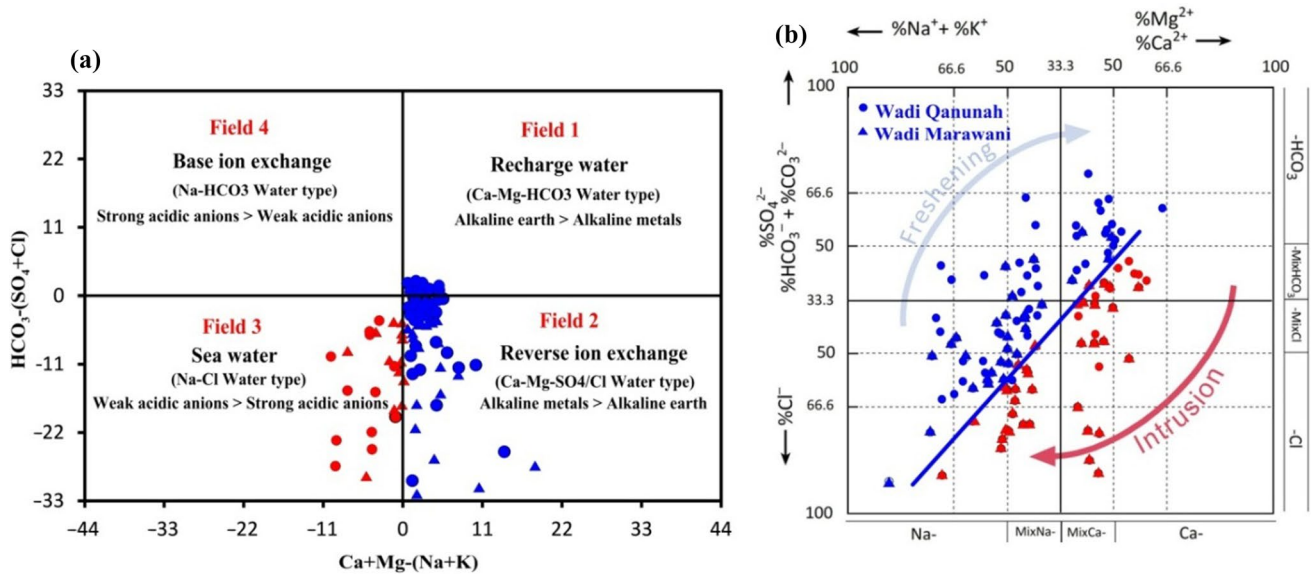 (a)
HCO₃-(SO₄+Cl)
33
22
11
0
−11
−22
−33
Field 4
Base ion exchange
(Na-HCO3 Water type)
Strong acidic anions > Weak acidic anions
Field 1
Recharge water
(Ca-Mg-HCO3 Water type)
Alkaline earth > Alkaline metals
Field 3
Sea water
(Na-Cl Water type)
Weak acidic anions > Strong acidic anions
Field 2
Reverse ion exchange
(Ca-Mg-SO4/Cl Water type)
Alkaline metals > Alkaline earth
−44 −33 −22 −11 0 11 22 33 44
Ca+Mg-(Na+K)
(b)
%Na⁺+ %K⁺
%Mg²⁺
%Ca²⁺
100 66.6 50 33.3 50 66.6 100
%SO₄²⁻
%HCO₃⁻ + %CO₃²⁻
%Cl⁻
100
66.6
50
33.3
50
66.6
100
Wadi Qanunah
Wadi Marawani
Freshening
Intrusion
-HCO₃
-MixHCO₃
-MixCl
-Cl
Na- MixNa- MixCa- Ca-